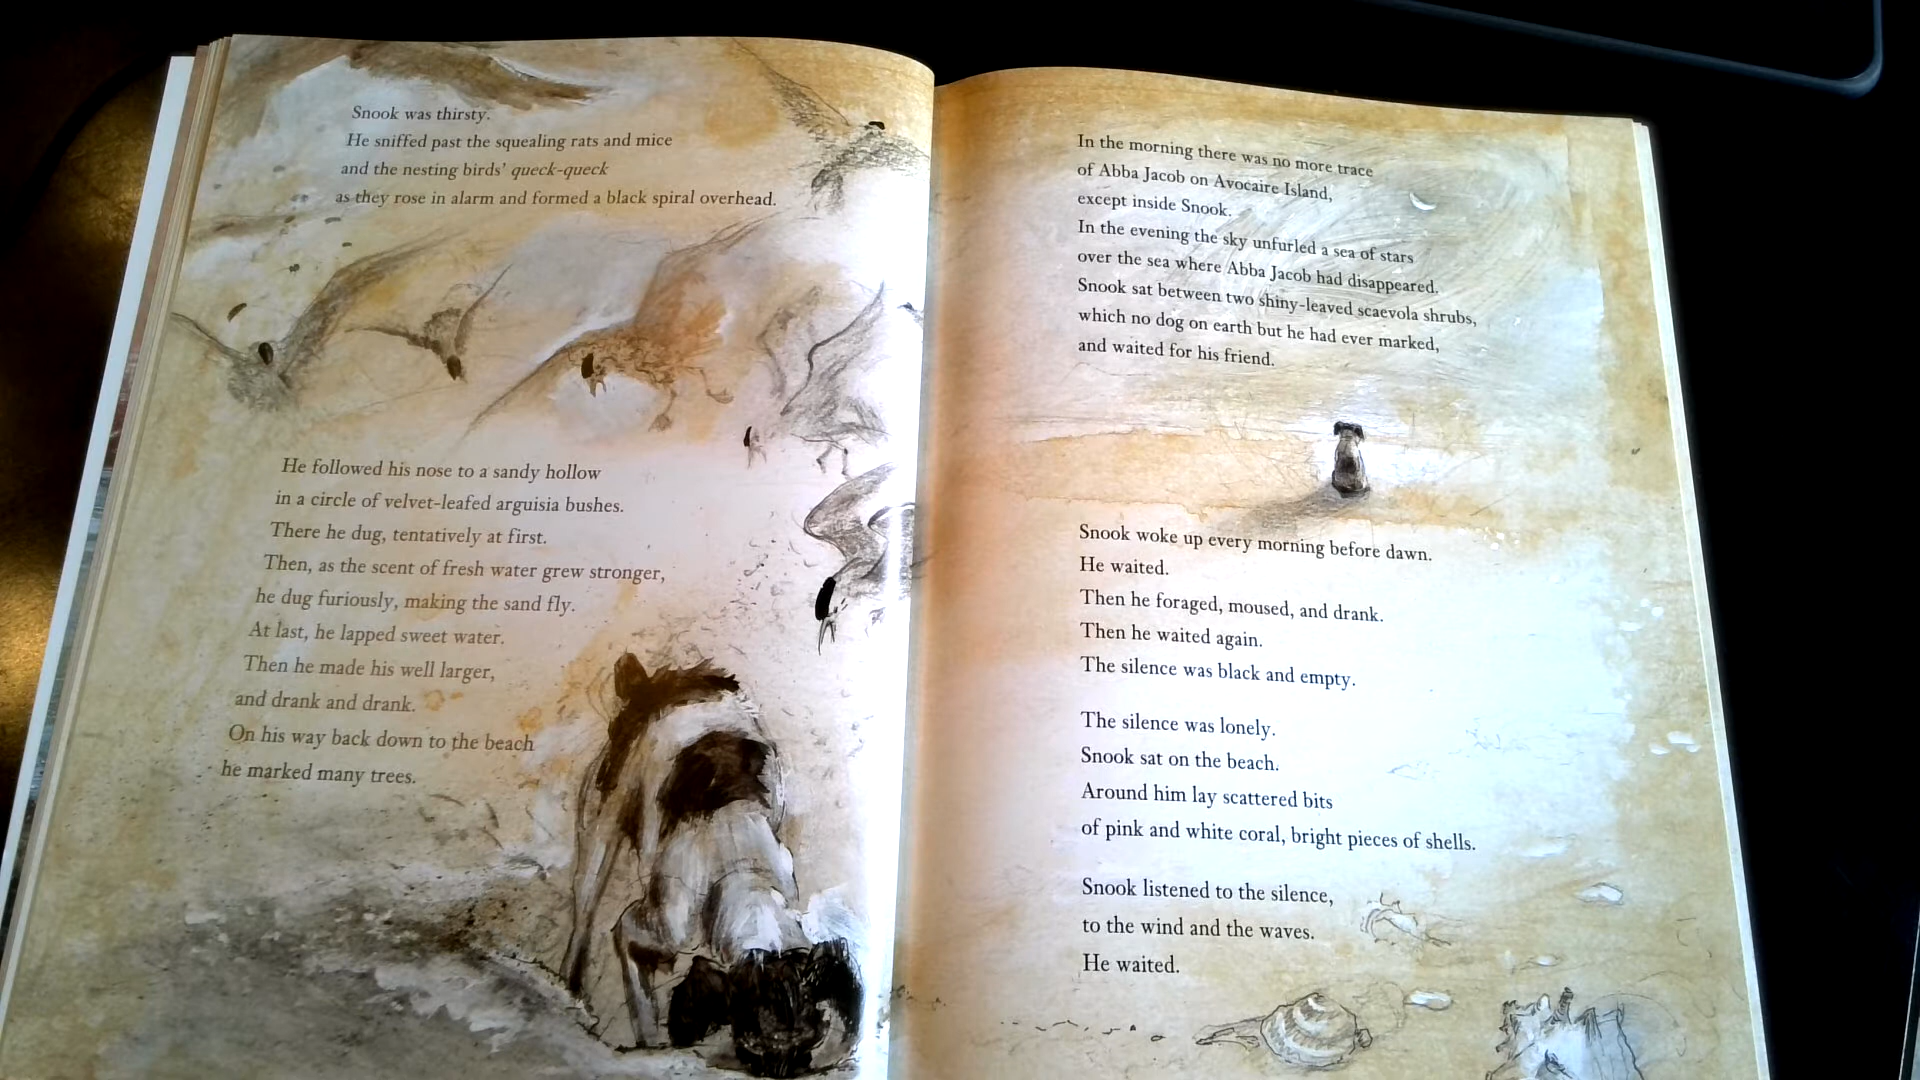 Snook was thirsty.
He sniffed past the squealing rats and mice
and the nesting birds' queck-queck
as they rose in alarm and formed a black spiral overhead.
He followed his nose to a sandy hollow
in a circle of velvet-leafed arguisia bushes.
There he dug, tentatively at first.
Then, as the scent of fresh water grew stronger,
he dug furiously, making the sand fly.
At last, he lapped sweet water.
Then he made his well larger,
and drank and drank.
On his way back down to the beach
he marked many trees.
In the morning there was no more trace
of Abba Jacob on Avocaire Island,
except inside Snook.
In the evening the sky unfurled a sea of stars
over the sea where Abba Jacob had disappeared.
Snook sat between two shiny-leaved scaevola shrubs,
which no dog on earth but he had ever marked,
and waited for his friend.
Snook woke up every morning before dawn.
He waited.
Then he foraged, moused, and drank.
Then he waited again.
The silence was black and empty.
The silence was lonely.
Snook sat on the beach.
Around him lay scattered bits
of pink and white coral, bright pieces of shells.
Snook listened to the silence,
to the wind and the waves.
He waited.